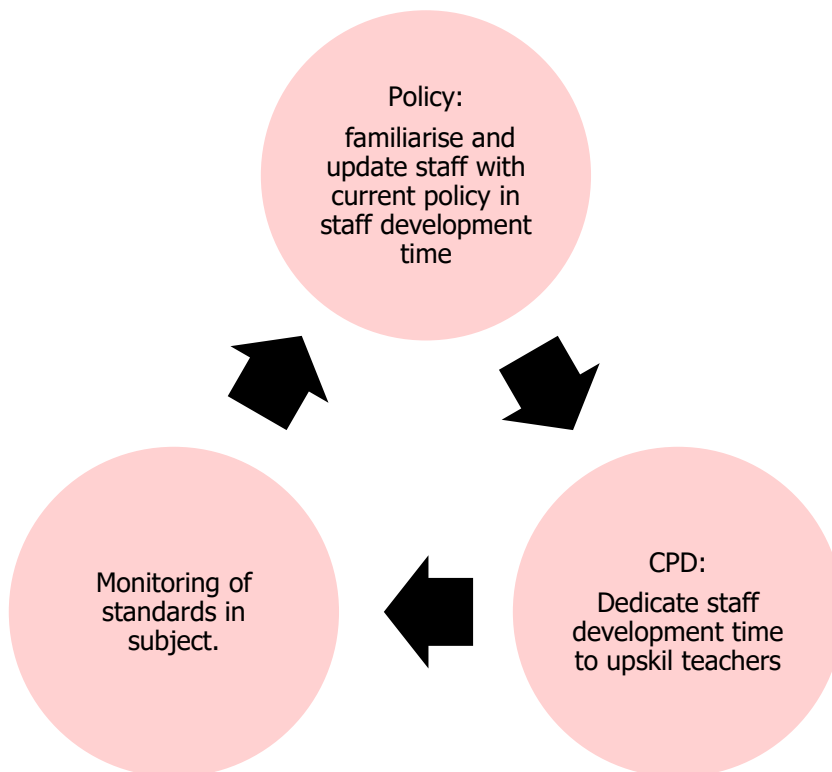 Policy:
familiarise and
update staff with
current policy in
staff development
time
CPD:
Dedicate staff
development time
to upskil teachers
Monitoring of
standards in
subject.